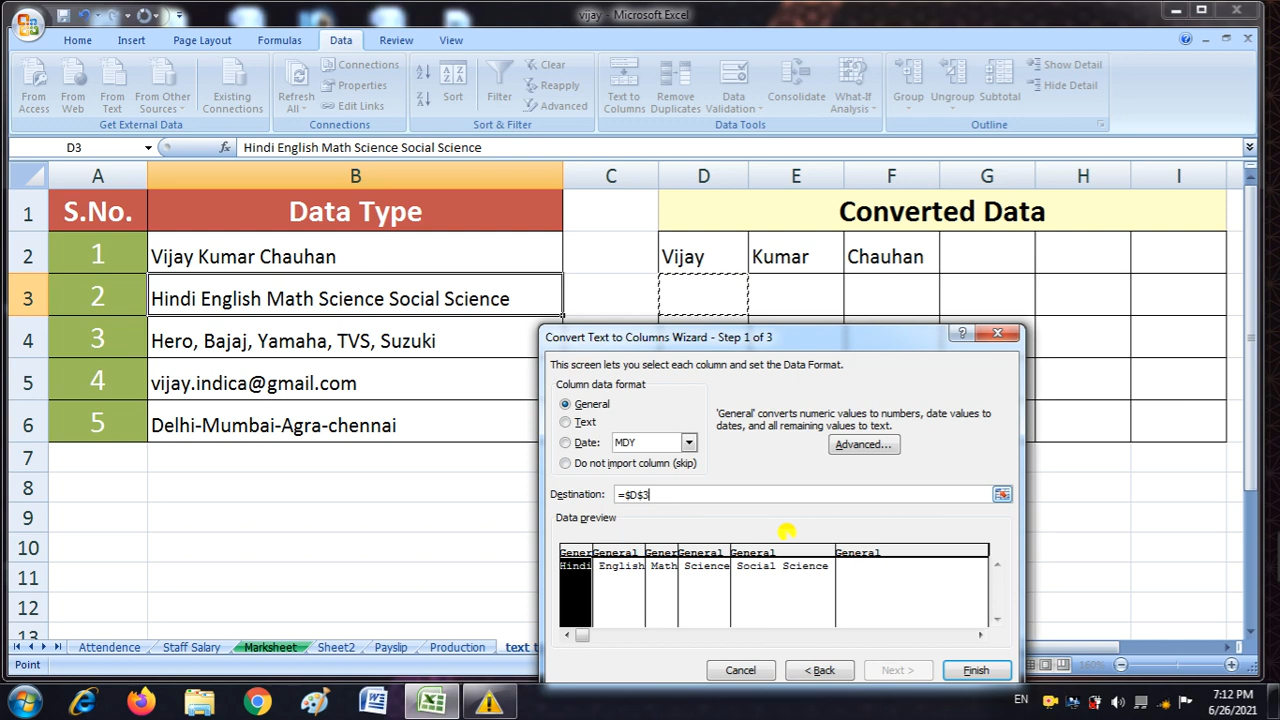 vijay - Microsoft Excel
Home Insert Page Layout Formulas Data Review View
From Access
From Web
From Text
From Other Sources
Existing Connections
Get External Data
Refresh All
Connections
Properties
Edit Links
Connections
Sort
Filter
Clear
Reapply
Advanced
Sort & Filter
Text to Columns
Remove Duplicates
Data Validation
Consolidate
What-If Analysis
Data Tools
Group
Ungroup
Subtotal
Show Detail
Hide Detail
Outline
D3 fx Hindi English Math Science Social Science
A B C D E F G H I
1 S.No. Data Type Converted Data
2 1 Vijay Kumar Chauhan Vijay Kumar Chauhan
3 2 Hindi English Math Science Social Science
4 3 Hero, Bajaj, Yamaha, TVS, Suzuki
5 4 vijay.indica@gmail.com
6 5 Delhi-Mumbai-Agra-chennai
7
8
9
10
11
12
13
Convert Text to Columns Wizard - Step 1 of 3
This screen lets you select each column and set the Data Format.
Column data format
General
Text
Date: MDY
Do not import column (skip)
'General' converts numeric values to numbers, date values to
dates, and all remaining values to text.
Advanced...
Destination: =$D$3
Data preview
Gener General Gener General General General
Hindi English Math Science Social Science
Cancel < Back Next > Finish
Attendence Staff Salary Marksheet Sheet2 Payslip Production text t
Point
160%
EN
7:12 PM
6/26/2021